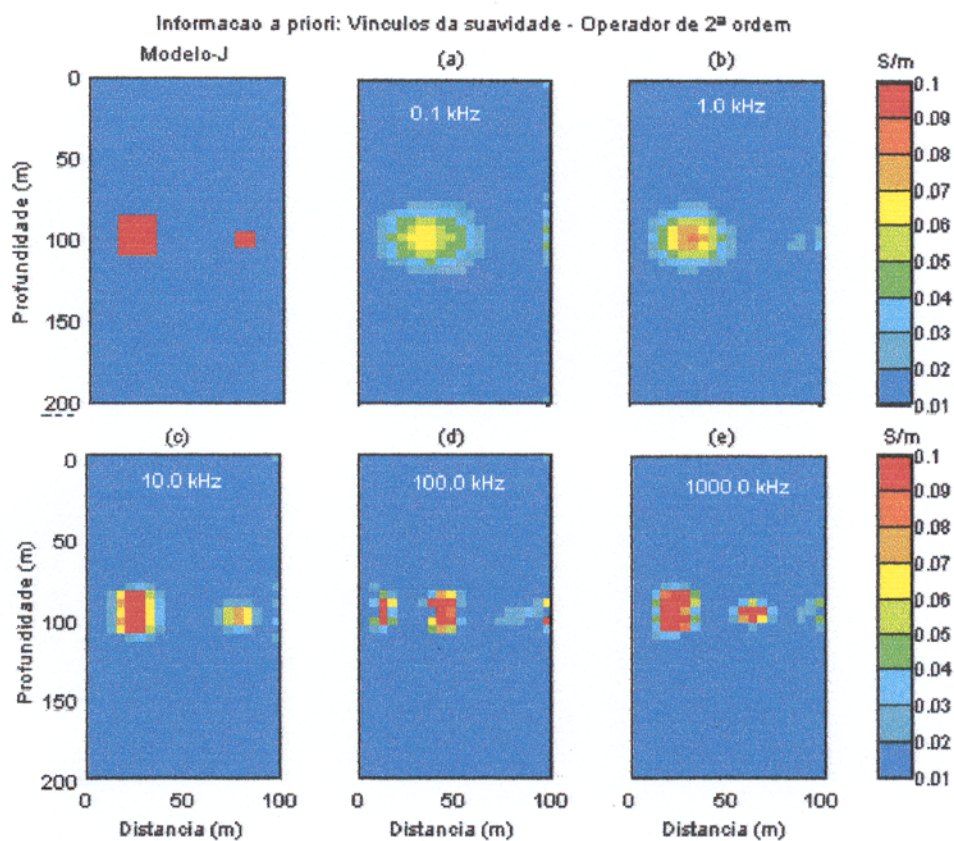 Informacao a priori: Vinculos da suavidade - Operador de 2ª ordem
Modelo-J
(a)
(b)
S/m
0
50
100
150
200
Profundidade (m)
0.1 kHz
1.0 kHz
0.1
0.09
0.08
0.07
0.06
0.05
0.04
0.03
0.02
0.01
(c)
(d)
(e)
S/m
0
50
100
150
200
Profundidade (m)
10.0 kHz
100.0 kHz
1000.0 kHz
0.1
0.09
0.08
0.07
0.06
0.05
0.04
0.03
0.02
0.01
0 50 100
0 50 100
0 50 100
Distancia (m)
Distancia (m)
Distancia (m)